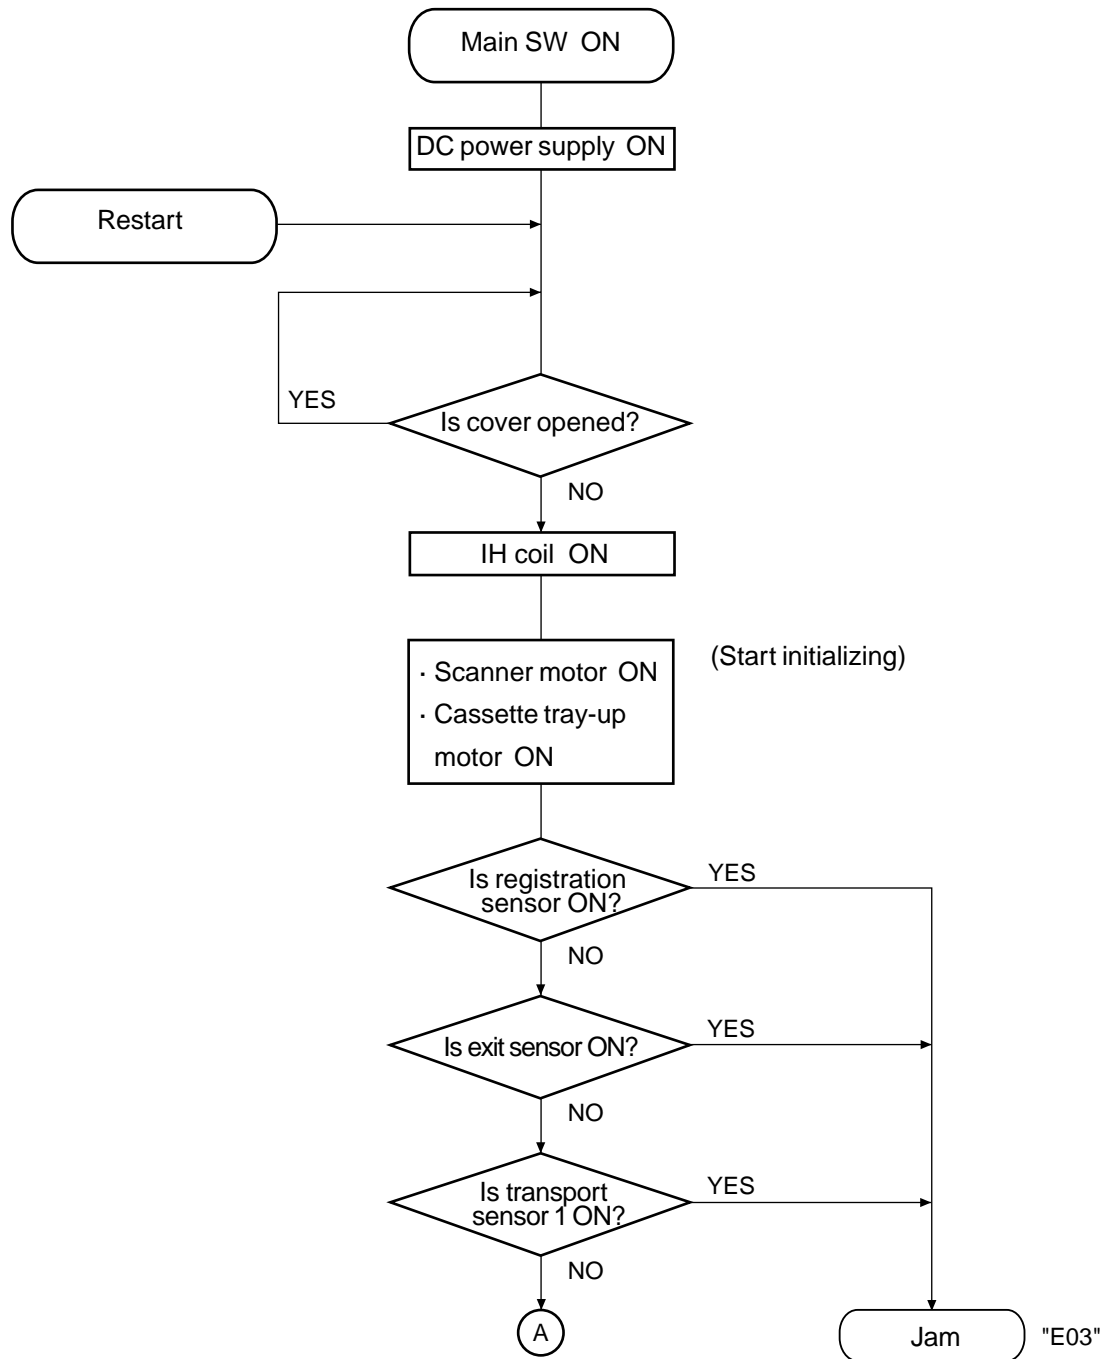 Main SW ON
DC power supply ON
Restart
YES
Is cover opened?
NO
IH coil ON
(Start initializing)
· Scanner motor ON
· Cassette tray-up
motor ON
Is registration
sensor ON?
YES
NO
Is exit sensor ON?
YES
NO
Is transport
sensor 1 ON?
YES
NO
A
Jam
"E03"